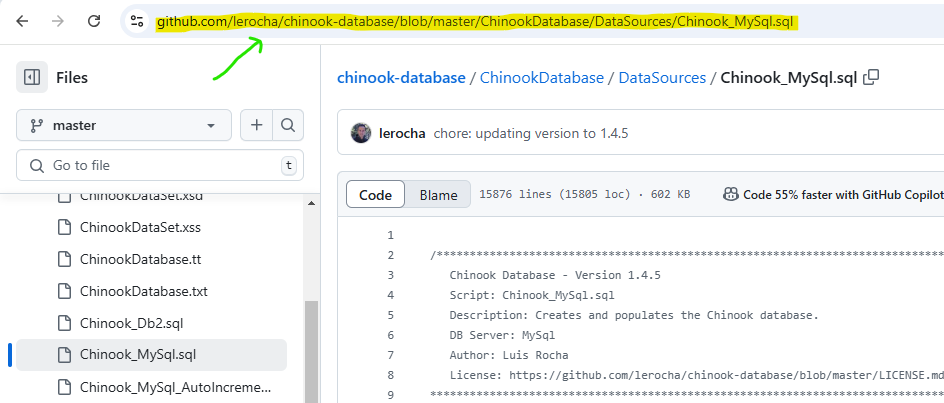 github.com/lerocha/chinook-database/blob/master/ChinookDatabase/DataSources/Chinook_MySql.sql
Files
master
Go to file
t
ChinookDataSet.xsd
ChinookDataSet.xss
ChinookDatabase.tt
ChinookDatabase.txt
Chinook_Db2.sql
Chinook_MySql.sql
Chinook_MySql_AutoIncreme...
chinook-database / ChinookDatabase / DataSources / Chinook_MySql.sql
lerocha chore: updating version to 1.4.5
Code Blame 15876 lines (15805 loc) · 602 KB Code 55% faster with GitHub Copilot
1
2 /*******************************************************************************
3 Chinook Database - Version 1.4.5
4 Script: Chinook_MySql.sql
5 Description: Creates and populates the Chinook database.
6 DB Server: MySql
7 Author: Luis Rocha
8 License: https://github.com/lerocha/chinook-database/blob/master/LICENSE.md
9 ********************************************************************************